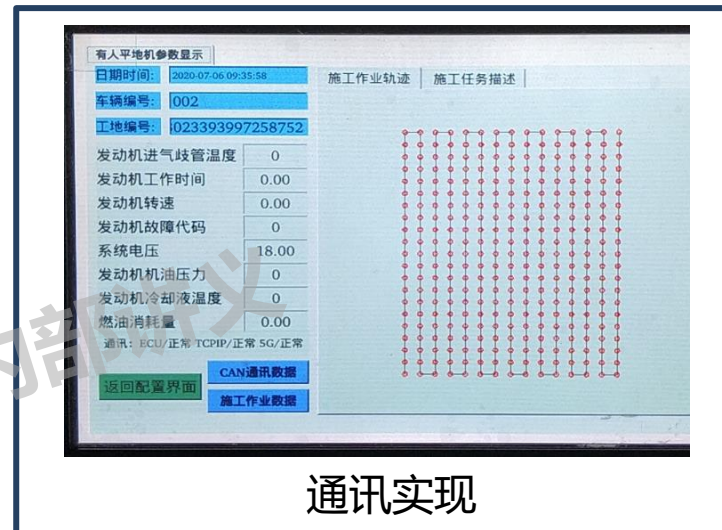 有人平地机参数显示
日期时间: 2020-07-06 09:35:58
车辆编号: 002
工地编号: 023393997258752
施工作业轨迹 施工任务描述
发动机进气歧管温度 0
发动机工作时间 0.00
发动机转速 0.00
发动机故障代码 0
系统电压 18.00
发动机机油压力 0
发动机冷却液温度 0
燃油消耗量 0.00
通讯: ECU/正常 TCPIP/正常 5G/正常
返回配置界面
CAN通讯数据
施工作业数据
内部讲义
通讯实现